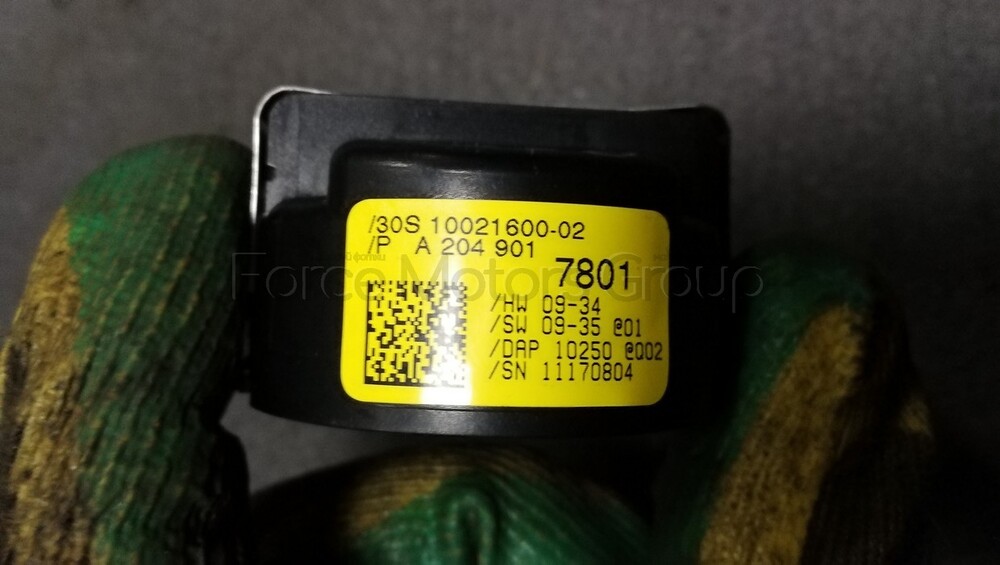 /30S 10021600-02
/P A 204 901
7801
/HW 09-34
/SW 09-35 @01
/DAP 10250 @Q02
/SN 11170804
Force Motors Group